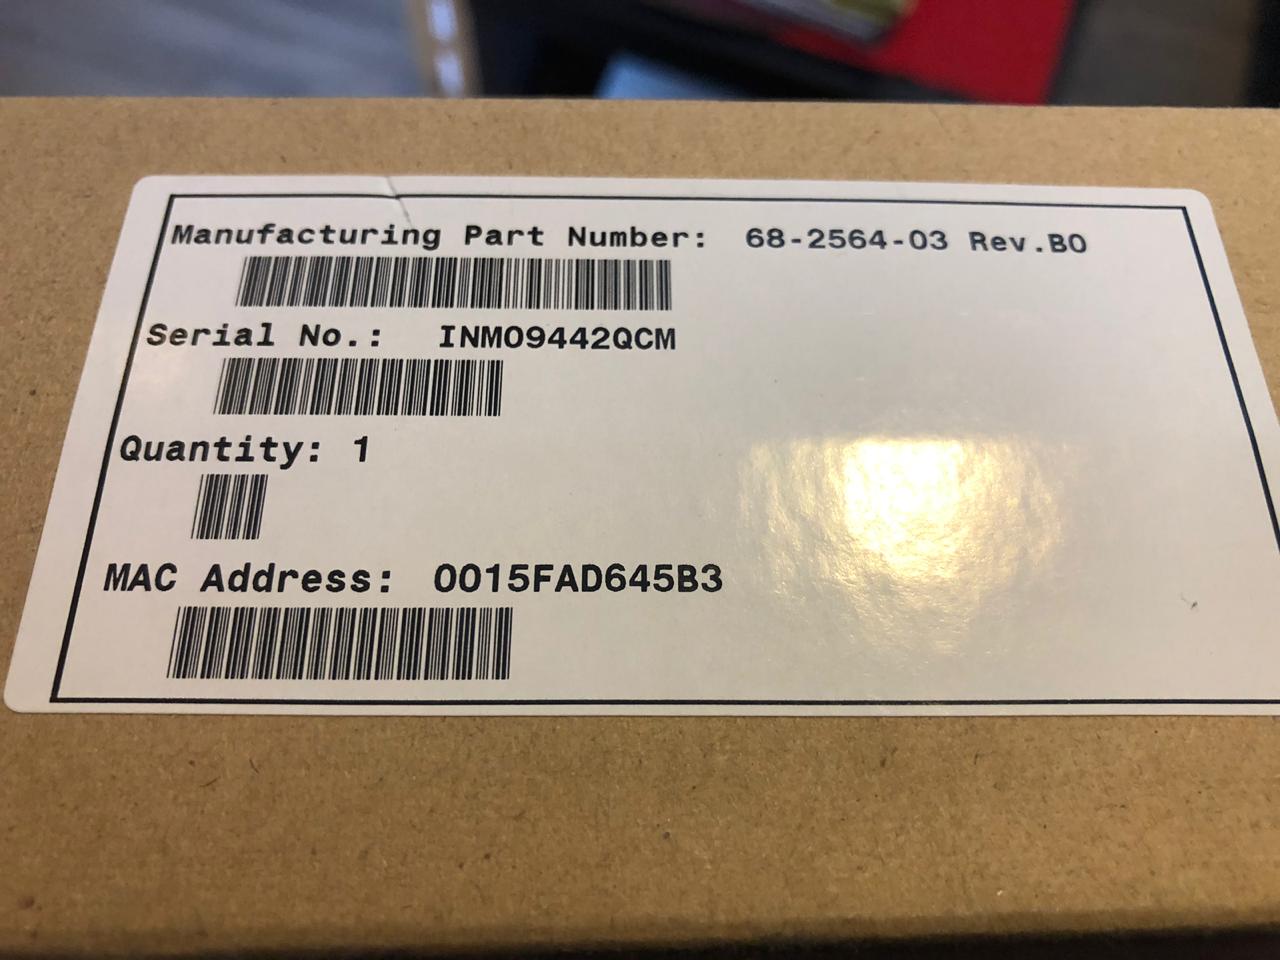 Manufacturing Part Number: 68-2564-03 Rev.B0
Serial No.: INM09442QCM
Quantity: 1
MAC Address: 0015FAD645B3